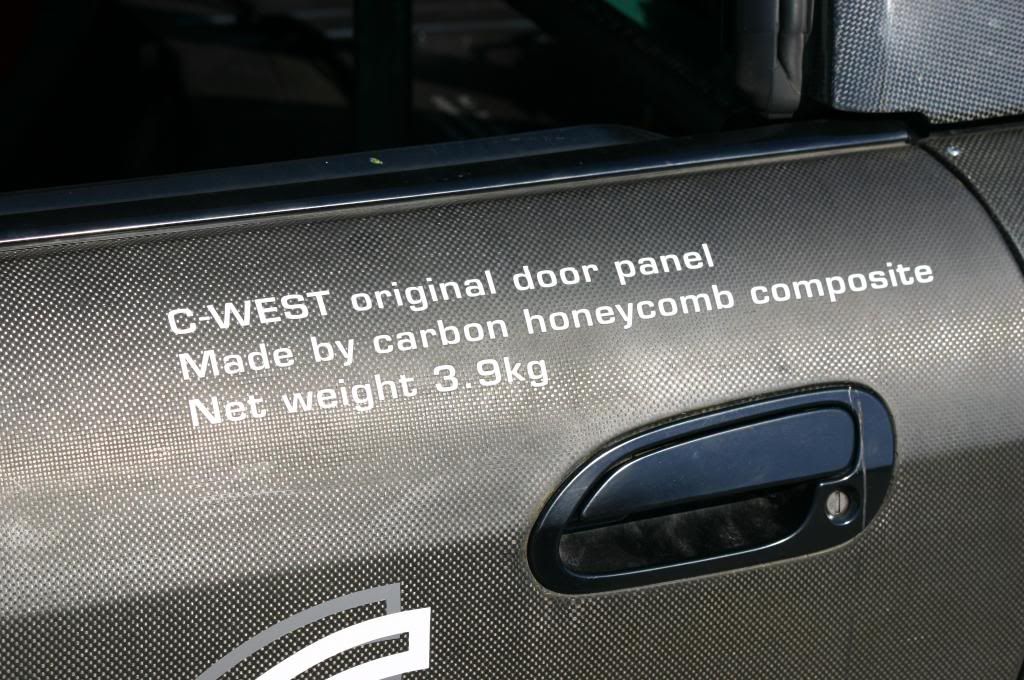 C-WEST original door panel
Made by carbon honeycomb composite
Net weight 3.9kg